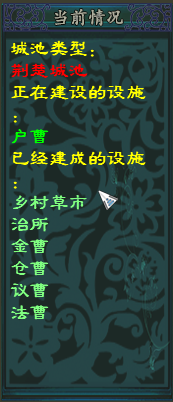 当前情况
城池类型：
荆楚城池
正在建设的设施
：
户曹
已经建成的设施
：
乡村草市
治所
金曹
仓曹
议曹
法曹